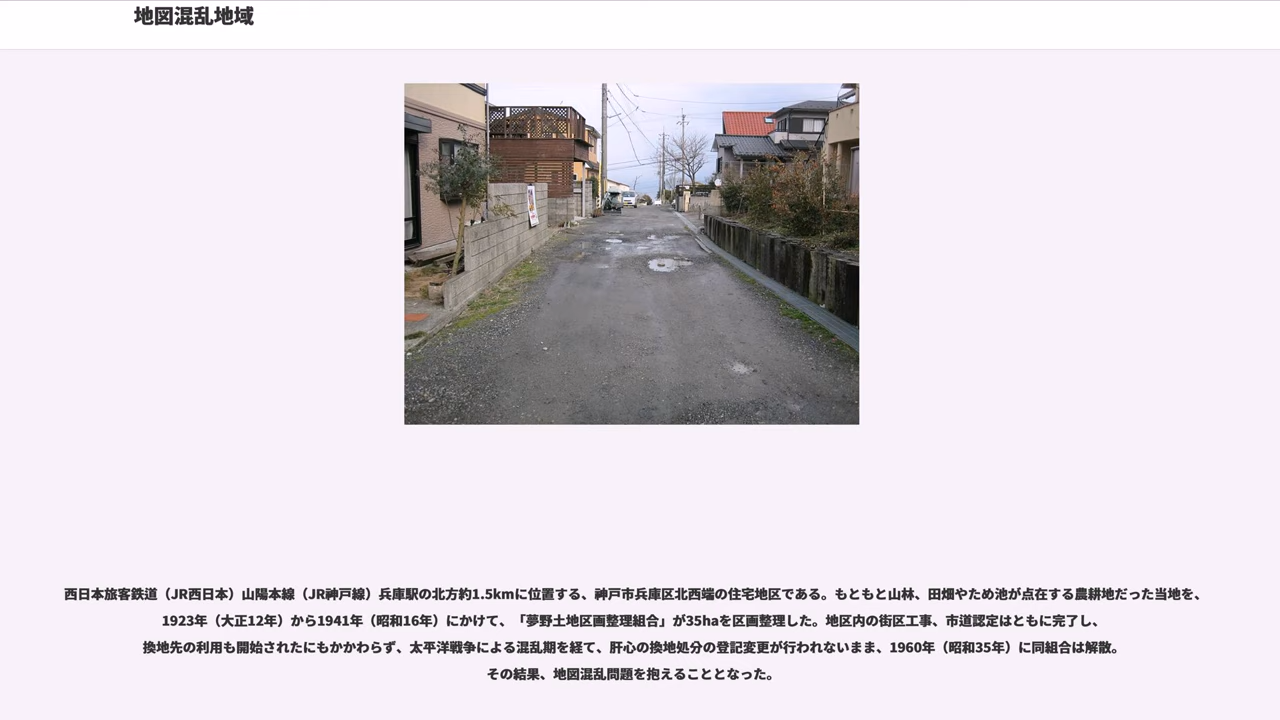 地図混乱地域
西日本旅客鉄道（JR西日本）山陽本線（JR神戸線）兵庫駅の北方約1.5kmに位置する、神戸市兵庫区北西端の住宅地区である。もともと山林、田畑やため池が点在する農耕地だった当地を、
1923年（大正12年）から1941年（昭和16年）にかけて、「夢野土地区画整理組合」が35haを区画整理した。地区内の街区工事、市道認定はともに完了し、
換地先の利用も開始されたにもかかわらず、太平洋戦争による混乱期を経て、肝心の換地処分の登記変更が行われないまま、1960年（昭和35年）に同組合は解散。
その結果、地図混乱問題を抱えることとなった。